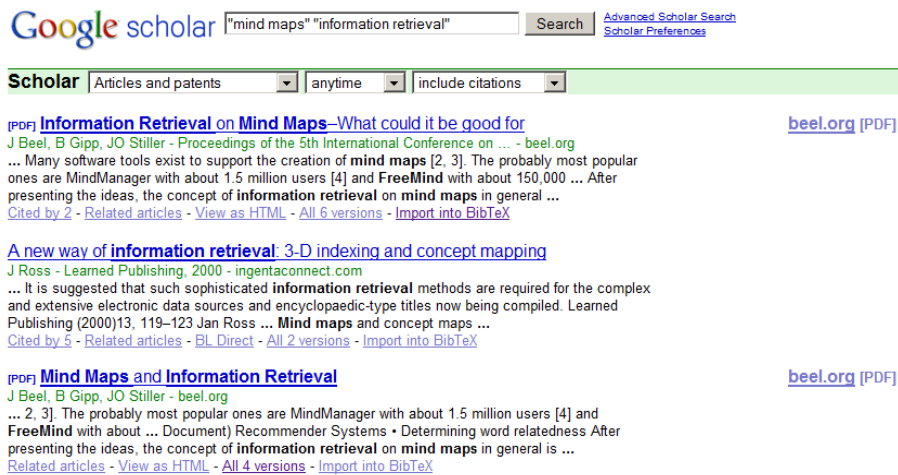 Google scholar "mind maps" "information retrieval" Search Advanced Scholar Search
Scholar Preferences
Scholar Articles and patents anytime include citations
[PDF] Information Retrieval on Mind Maps–What could it be good for beel.org [PDF]
J Beel, B Gipp, JO Stiller - Proceedings of the 5th International Conference on ... - beel.org
... Many software tools exist to support the creation of mind maps [2, 3]. The probably most popular
ones are MindManager with about 1.5 million users [4] and FreeMind with about 150,000 ... After
presenting the ideas, the concept of information retrieval on mind maps in general ...
Cited by 2 - Related articles - View as HTML - All 6 versions - Import into BibTeX
A new way of information retrieval: 3-D indexing and concept mapping
J Ross - Learned Publishing, 2000 - ingentaconnect.com
... It is suggested that such sophisticated information retrieval methods are required for the complex
and extensive electronic data sources and encyclopaedic-type titles now being compiled. Learned
Publishing (2000)13, 119–123 Jan Ross ... Mind maps and concept maps ...
Cited by 5 - Related articles - BL Direct - All 2 versions - Import into BibTeX
[PDF] Mind Maps and Information Retrieval beel.org [PDF]
J Beel, B Gipp, JO Stiller - beel.org
... 2, 3]. The probably most popular ones are MindManager with about 1.5 million users [4] and
FreeMind with about ... Document) Recommender Systems • Determining word relatedness After
presenting the ideas, the concept of information retrieval on mind maps in general is ...
Related articles - View as HTML - All 4 versions - Import into BibTeX